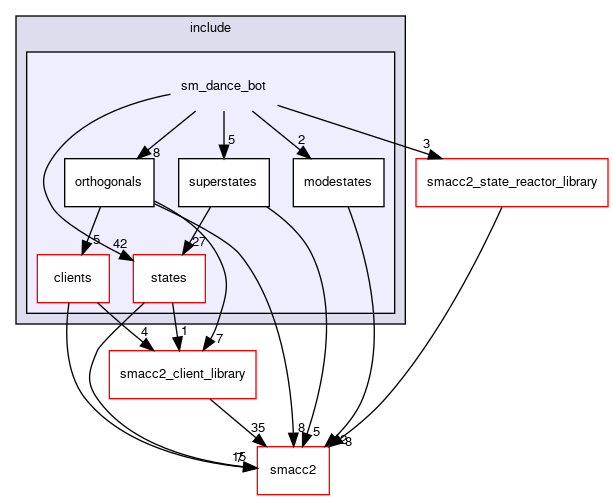 include
sm_dance_bot
8
5
2
3
orthogonals
superstates
modestates
smacc2_state_reactor_library
5
42
27
clients
states
4
1
7
smacc2_client_library
35
8
5
8
15
smacc2